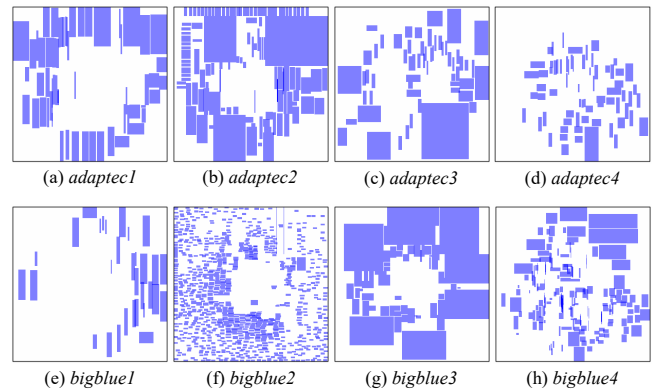 (a) adaptec1
(b) adaptec2
(c) adaptec3
(d) adaptec4
(e) bigblue1
(f) bigblue2
(g) bigblue3
(h) bigblue4